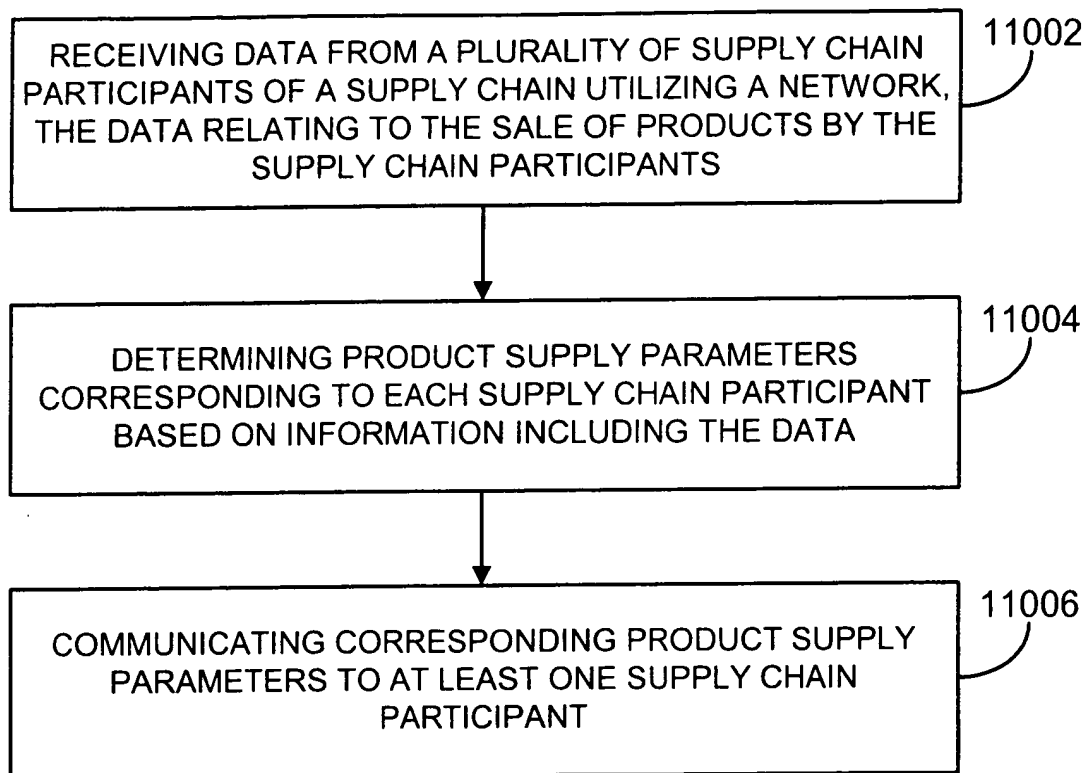 11002
RECEIVING DATA FROM A PLURALITY OF SUPPLY CHAIN
PARTICIPANTS OF A SUPPLY CHAIN UTILIZING A NETWORK,
THE DATA RELATING TO THE SALE OF PRODUCTS BY THE
SUPPLY CHAIN PARTICIPANTS
11004
DETERMINING PRODUCT SUPPLY PARAMETERS
CORRESPONDING TO EACH SUPPLY CHAIN PARTICIPANT
BASED ON INFORMATION INCLUDING THE DATA
11006
COMMUNICATING CORRESPONDING PRODUCT SUPPLY
PARAMETERS TO AT LEAST ONE SUPPLY CHAIN
PARTICIPANT